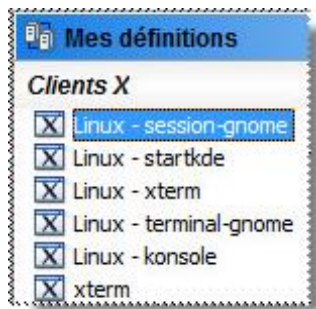 Mes définitions
Clients X
Linux - session-gnome
Linux - startkde
Linux - xterm
Linux - terminal-gnome
Linux - konsole
xterm